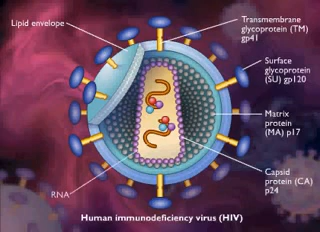 Lipid envelope
Transmembrane
glycoprotein (TM)
gp41
Surface
glycoprotein
(SU) gp120
Matrix
protein
(MA) p17
Capsid
protein (CA)
p24
RNA
Human immunodeficiency virus (HIV)